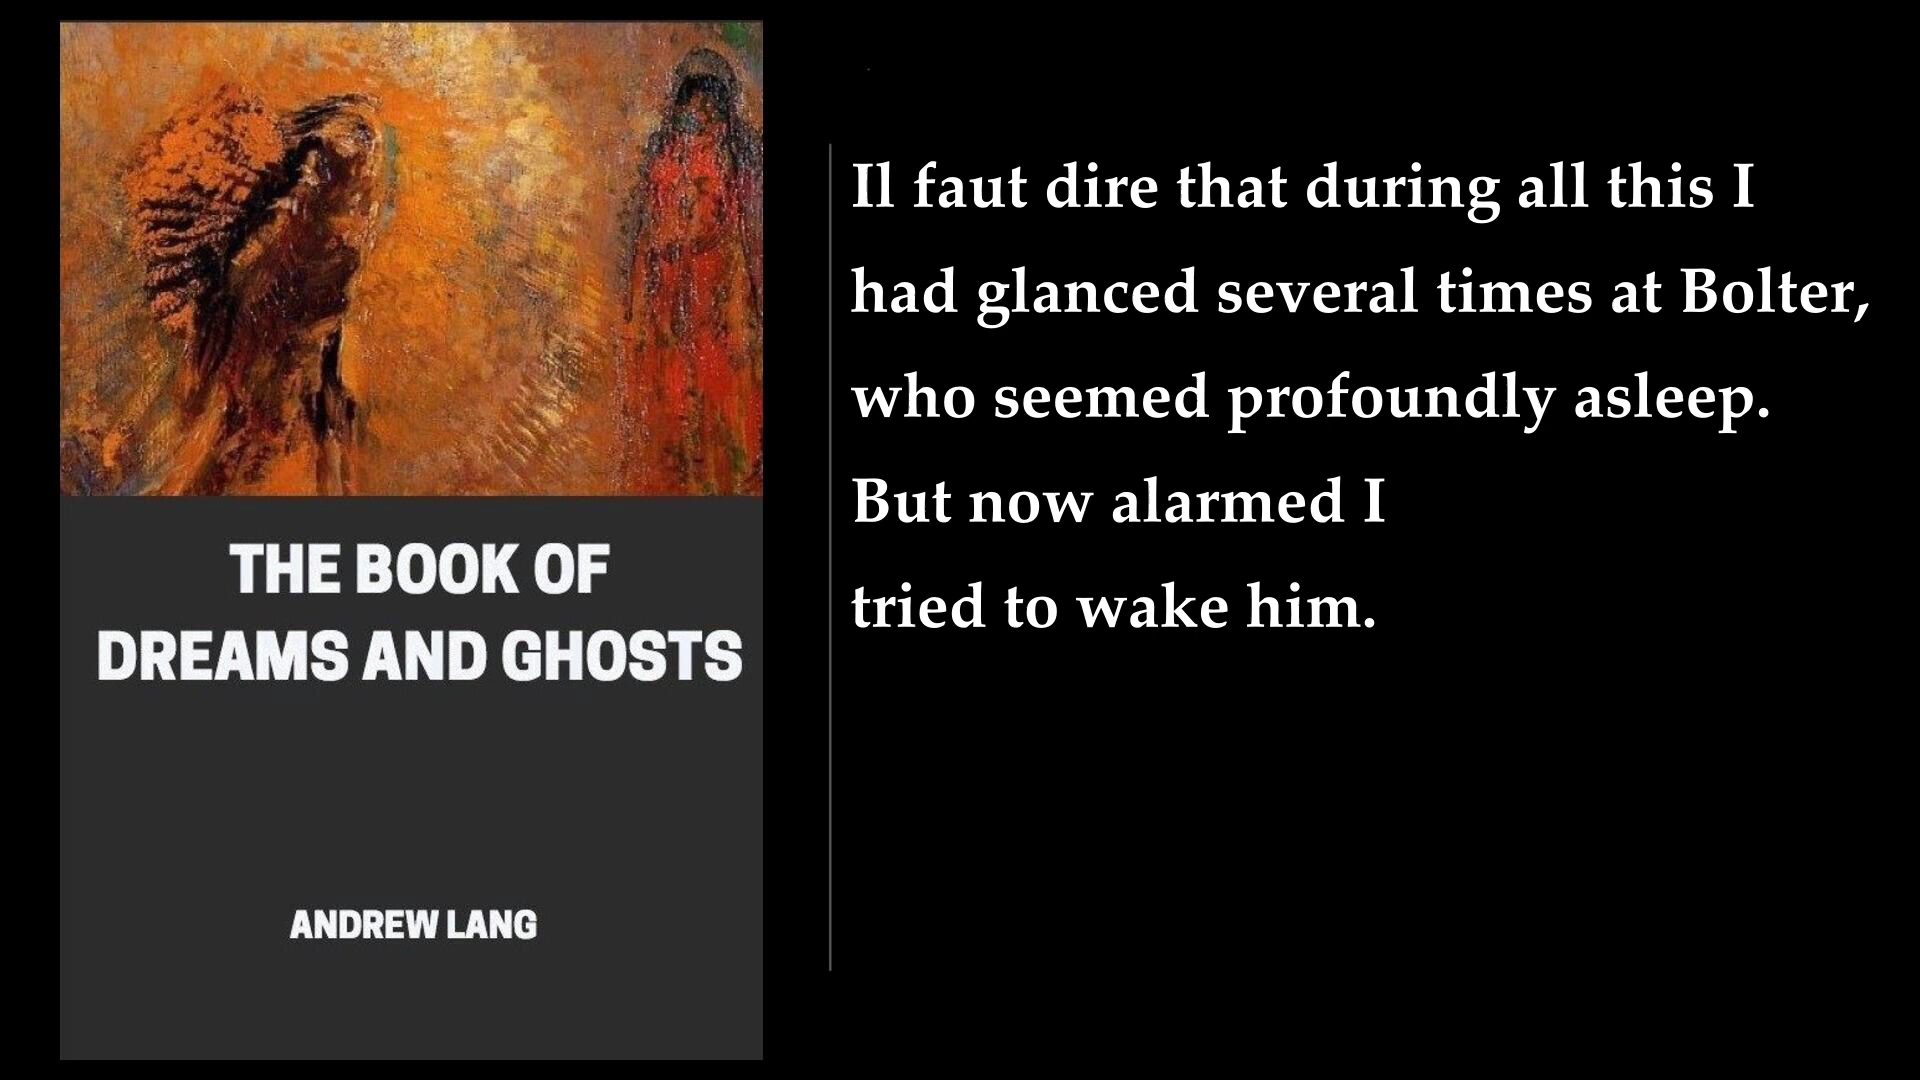 THE BOOK OF
DREAMS AND GHOSTS
ANDREW LANG
Il faut dire that during all this I
had glanced several times at Bolter,
who seemed profoundly asleep.
But now alarmed I
tried to wake him.